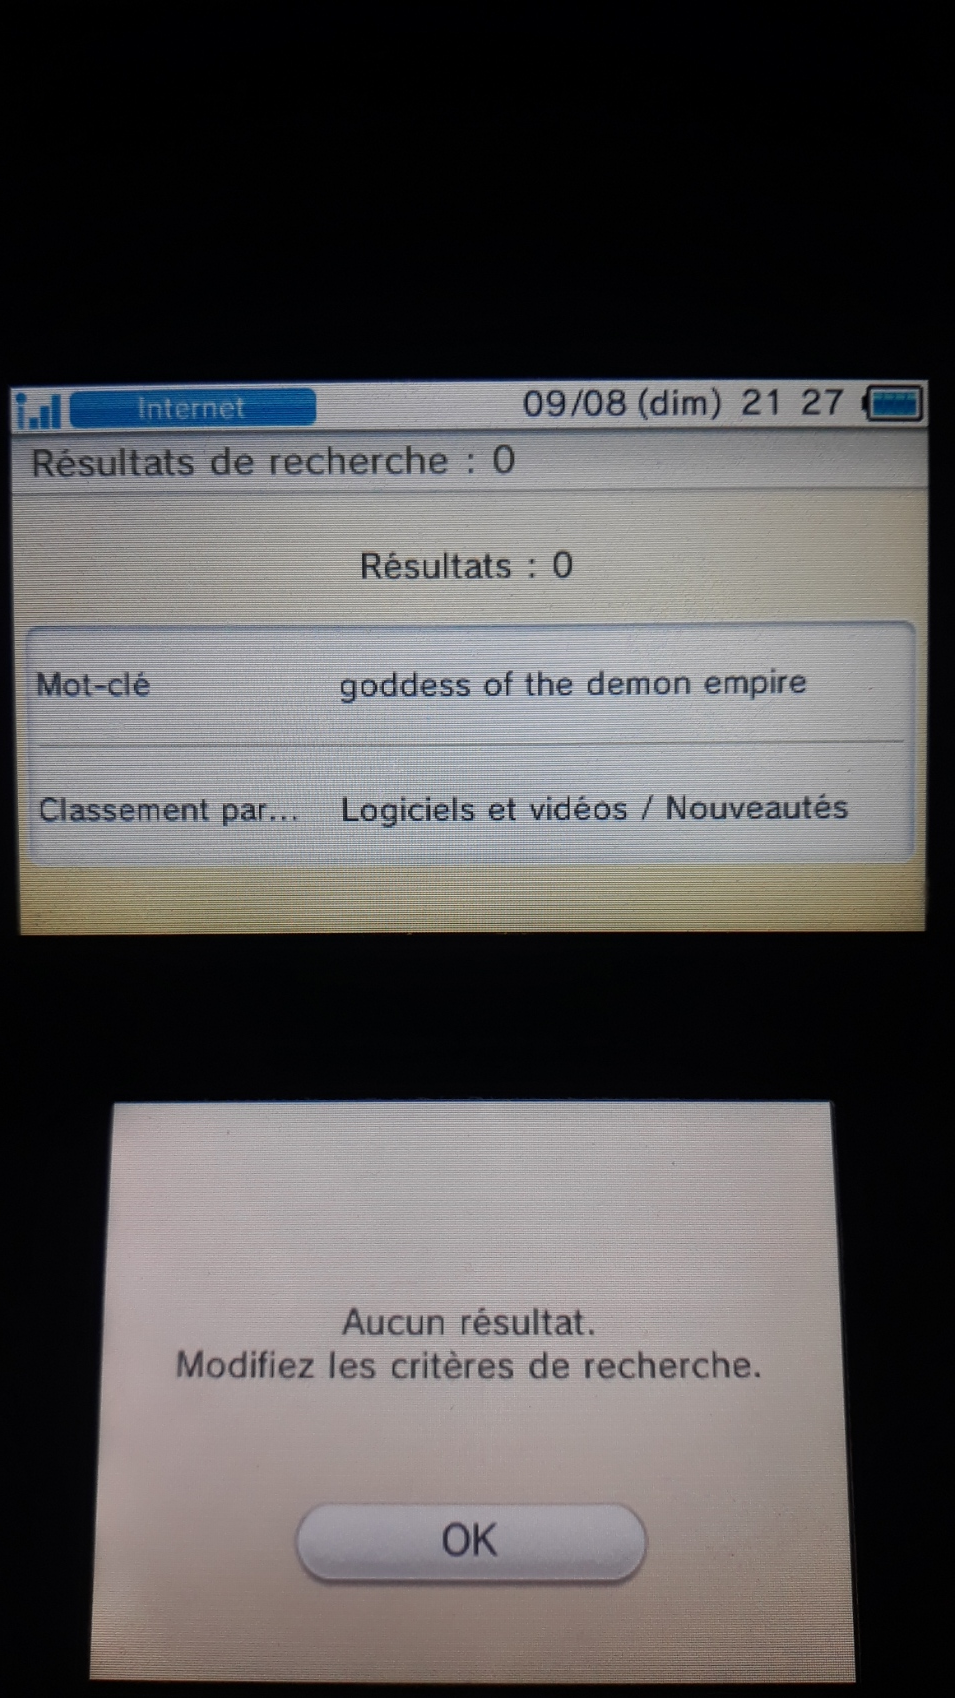 Internet 09/08 (dim) 21 27
Résultats de recherche : 0
Résultats : 0
Mot-clé goddess of the demon empire
Classement par... Logiciels et vidéos / Nouveautés
Aucun résultat.
Modifiez les critères de recherche.
OK